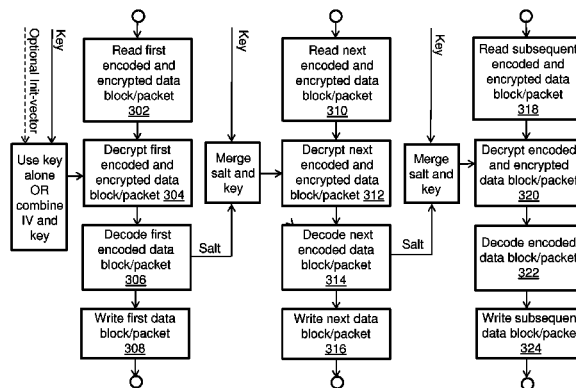 Optional Init-vector
Key
Use key
alone
OR
combine
IV and
key
Read first
encoded and
encrypted data
block/packet
302
Decrypt first
encoded and
encrypted data
block/packet 304
Decode first
encoded data
block/packet
306
Write first data
block/packet
308
Key
Merge
salt and
key
Salt
Read next
encoded and
encrypted data
block/packet
310
Decrypt next
encoded and
encrypted data
block/packet 312
Decode next
encoded data
block/packet
314
Write next data
block/packet
316
Key
Merge
salt and
key
Salt
Read subsequent
encoded and
encrypted data
block/packet
318
Decrypt encoded
and encrypted
data block/packet
320
Decode encoded
data block/packet
322
Write subsequent
data block/packet
324